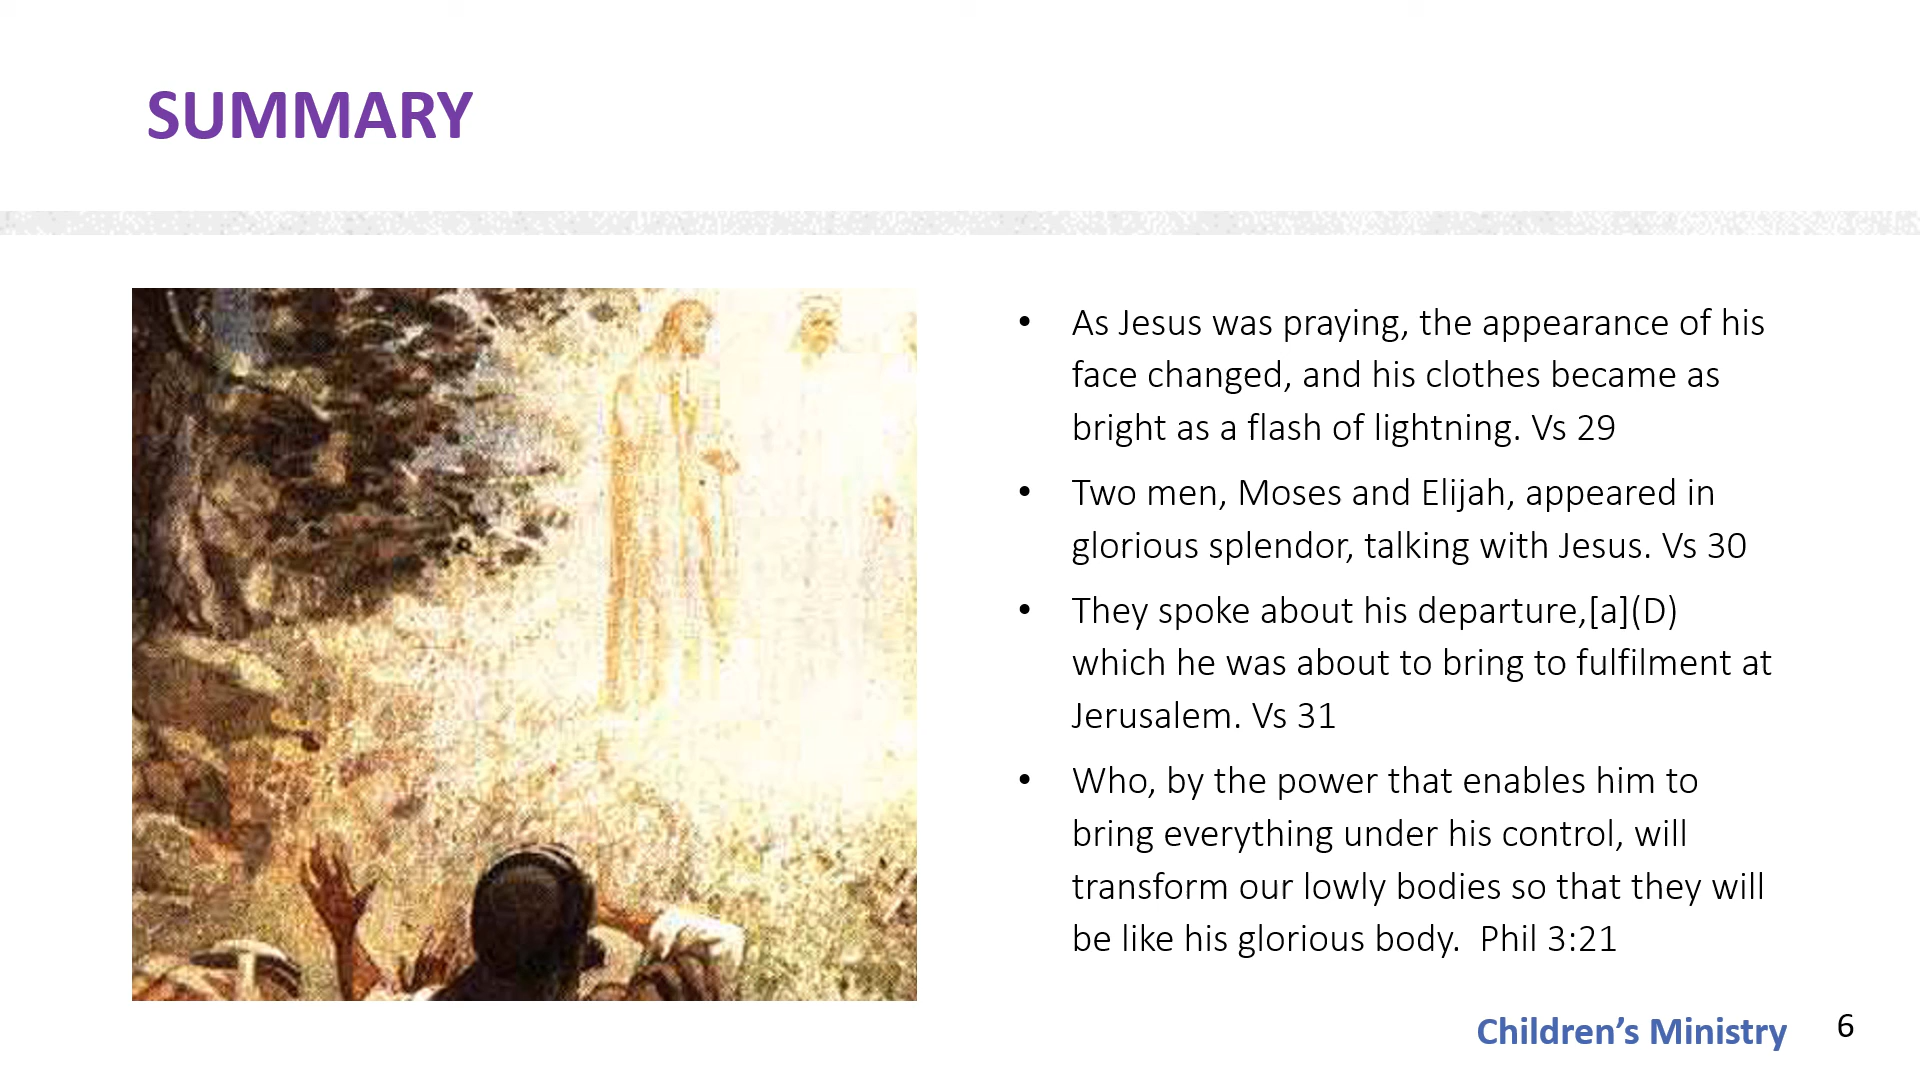 SUMMARY
• As Jesus was praying, the appearance of his
face changed, and his clothes became as
bright as a flash of lightning. Vs 29
• Two men, Moses and Elijah, appeared in
glorious splendor, talking with Jesus. Vs 30
• They spoke about his departure,[a](D)
which he was about to bring to fulfilment at
Jerusalem. Vs 31
• Who, by the power that enables him to
bring everything under his control, will
transform our lowly bodies so that they will
be like his glorious body.  Phil 3:21
Children’s Ministry
6